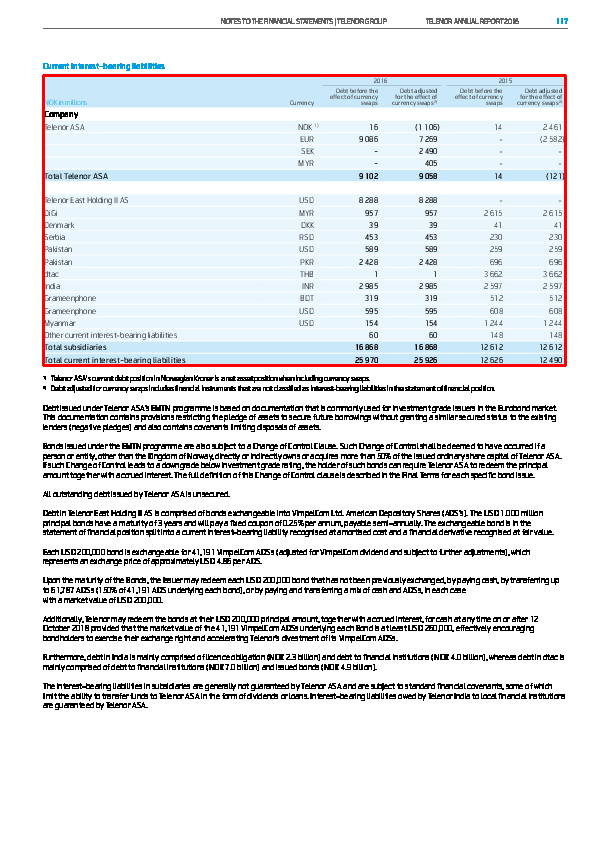 NOTES TO THE FINANCIAL STATEMENTS | TELENOR GROUP TELENOR ANNUAL REPORT 2016 117
Current interest-bearing liabilities
2016 2015
NOK in millions Currency Debt before the effect of currency swaps Debt adjusted for the effect of currency swaps²⁾ Debt before the effect of currency swaps Debt adjusted for the effect of currency swaps²⁾
Company
Telenor ASA NOK ¹⁾ 16 (1 106) 14 2 461
EUR 9 086 7 269 – (2 582)
SEK – 2 490 – –
MYR – 405 – –
Total Telenor ASA 9 102 9 058 14 (121)
Telenor East Holding II AS USD 8 288 8 288 – –
DiGi MYR 957 957 2 615 2 615
Denmark DKK 39 39 41 41
Serbia RSD 453 453 230 230
Pakistan USD 589 589 259 259
Pakistan PKR 2 428 2 428 696 696
dtac THB 1 1 3 662 3 662
India INR 2 985 2 985 2 597 2 597
Grameenphone BDT 319 319 512 512
Grameenphone USD 595 595 608 608
Myanmar USD 154 154 1 244 1 244
Other current interest-bearing liabilities 60 60 148 148
Total subsidiaries 16 868 16 868 12 612 12 612
Total current interest-bearing liabilities 25 970 25 926 12 626 12 490
¹⁾ Telenor ASA's current debt position in Norwegian Kroner is a net asset position when including currency swaps.
²⁾ Debt adjusted for currency swaps includes financial instruments that are not classified as interest-bearing liabilities in the statement of financial position.
Debt issued under Telenor ASA's EMTN programme is based on documentation that is commonly used for investment grade issuers in the Eurobond market.
This documentation contains provisions restricting the pledge of assets to secure future borrowings without granting a similar secured status to the existing
lenders (negative pledges) and also contains covenants limiting disposals of assets.
Bonds issued under the EMTN programme are also subject to a Change of Control Clause. Such Change of Control shall be deemed to have occurred if a
person or entity, other than the Kingdom of Norway, directly or indirectly owns or acquires more than 50% of the issued ordinary share capital of Telenor ASA.
If such Change of Control leads to a downgrade below investment grade rating, the holder of such bonds can require Telenor ASA to redeem the principal
amount together with accrued interest. The full definition of this Change of Control clause is described in the Final Terms for each specific bond issue.
All outstanding debt issued by Telenor ASA is unsecured.
Debt in Telenor East Holding II AS is comprised of bonds exchangeable into VimpelCom Ltd. American Depositary Shares (ADS's). The USD 1,000 million
principal bonds have a maturity of 3 years and will pay a fixed coupon of 0.25% per annum, payable semi-annually. The exchangeable bond is in the
statement of financial position split into a current interest-bearing liability recognised at amortised cost and a financial derivative recognised at fair value.
Each USD 200,000 bond is exchangeable for 41,191 VimpelCom ADSs (adjusted for VimpelCom dividend and subject to further adjustments), which
represents an exchange price of approximately USD 4.86 per ADS.
Upon the maturity of the Bonds, the issuer may redeem each USD 200,000 bond that has not been previously exchanged, by paying cash, by transferring up
to 61,787 ADSs (150% of 41,191 ADS underlying each bond), or by paying and transferring a mix of cash and ADSs, in each case
with a market value of USD 200,000.
Additionally, Telenor may redeem the bonds at their USD 200,000 principal amount, together with accrued interest, for cash at any time on or after 12
October 2018 provided that the market value of the 41,191 VimpelCom ADSs underlying each Bond is at least USD 260,000, effectively encouraging
bondholders to exercise their exchange right and accelerating Telenor's divestment of its VimpelCom ADSs.
Furthermore, debt in India is mainly comprised of licence obligation (NOK 2.3 billion) and debt to financial institutions (NOK 4.0 billion), whereas debt in dtac is
mainly comprised of debt to financial institutions (NOK 7.0 billion) and issued bonds (NOK 4.9 billion).
The interest-bearing liabilities in subsidiaries are generally not guaranteed by Telenor ASA and are subject to standard financial covenants, some of which
limit the ability to transfer funds to Telenor ASA in the form of dividends or loans. Interest-bearing liabilities owed by Telenor India to local financial institutions
are guaranteed by Telenor ASA.